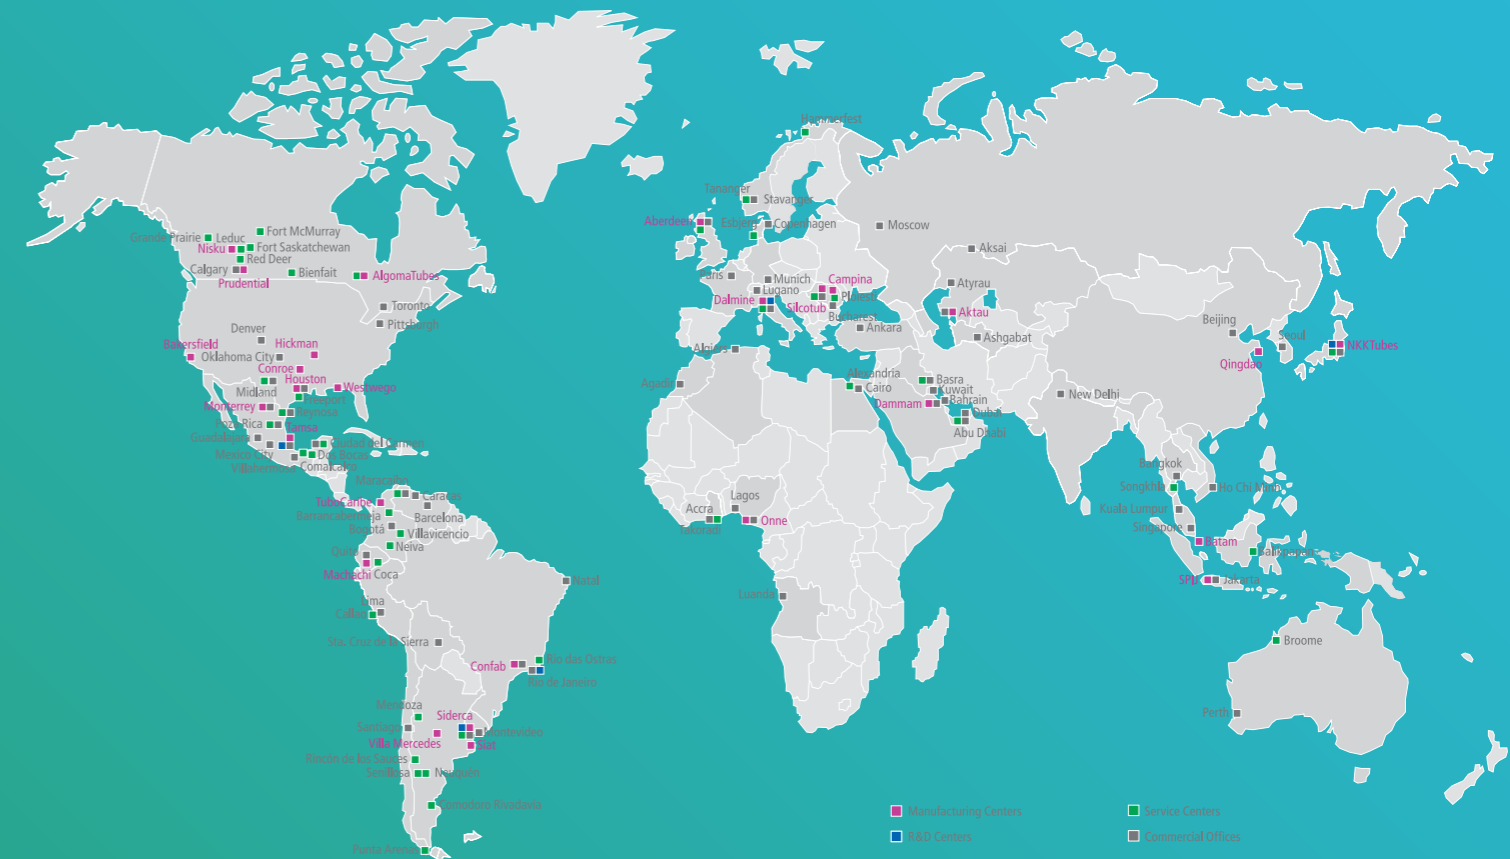 Hammerfest
Tananger
Stavanger
Aberdeen
Esbjerg
Copenhagen
Moscow
Aksai
Paris
Munich
Lugano
Campina
Dalmine
Silcotub
Ploiesti
Bucharest
Ankara
Atyrau
Aktau
Ashgabat
Grande Prairie
Leduc
Fort McMurray
Nisku
Fort Saskatchewan
Red Deer
Calgary
Prudential
Bienfait
AlgomaTubes
Toronto
Pittsburgh
Denver
Bakersfield
Hickman
Oklahoma City
Conroe
Houston
Midland
Westwego
Freeport
Monterrey
Reynosa
Poza Rica
Tamsa
Guadalajara
Ciudad del Carmen
Mexico City
Dos Bocas
Villahermosa
Comalcalco
Maracaibo
TuboCaribe
Caracas
Barrancabermeja
Barcelona
Bogotá
Villavicencio
Neiva
Quito
Machachi
Coca
Natal
Lima
Callao
Sta. Cruz de la Sierra
Confab
Rio das Ostras
Rio de Janeiro
Mendoza
Siderca
Santiago
Montevideo
Villa Mercedes
Siat
Rincón de los Sauces
Senillosa
Neuquén
Comodoro Rivadavia
Punta Arenas
Algiers
Agadir
Alexandria
Cairo
Basra
Kuwait
Dammam
Bahrain
Dubai
Abu Dhabi
Lagos
Accra
Takoradi
Onne
Luanda
New Delhi
Beijing
Seoul
Qingdao
NKKTubes
Bangkok
Songkhla
Ho Chi Minh
Kuala Lumpur
Singapore
Batam
Balikpapan
SPIJ
Jakarta
Broome
Perth
Manufacturing Centers
Service Centers
R&D Centers
Commercial Offices